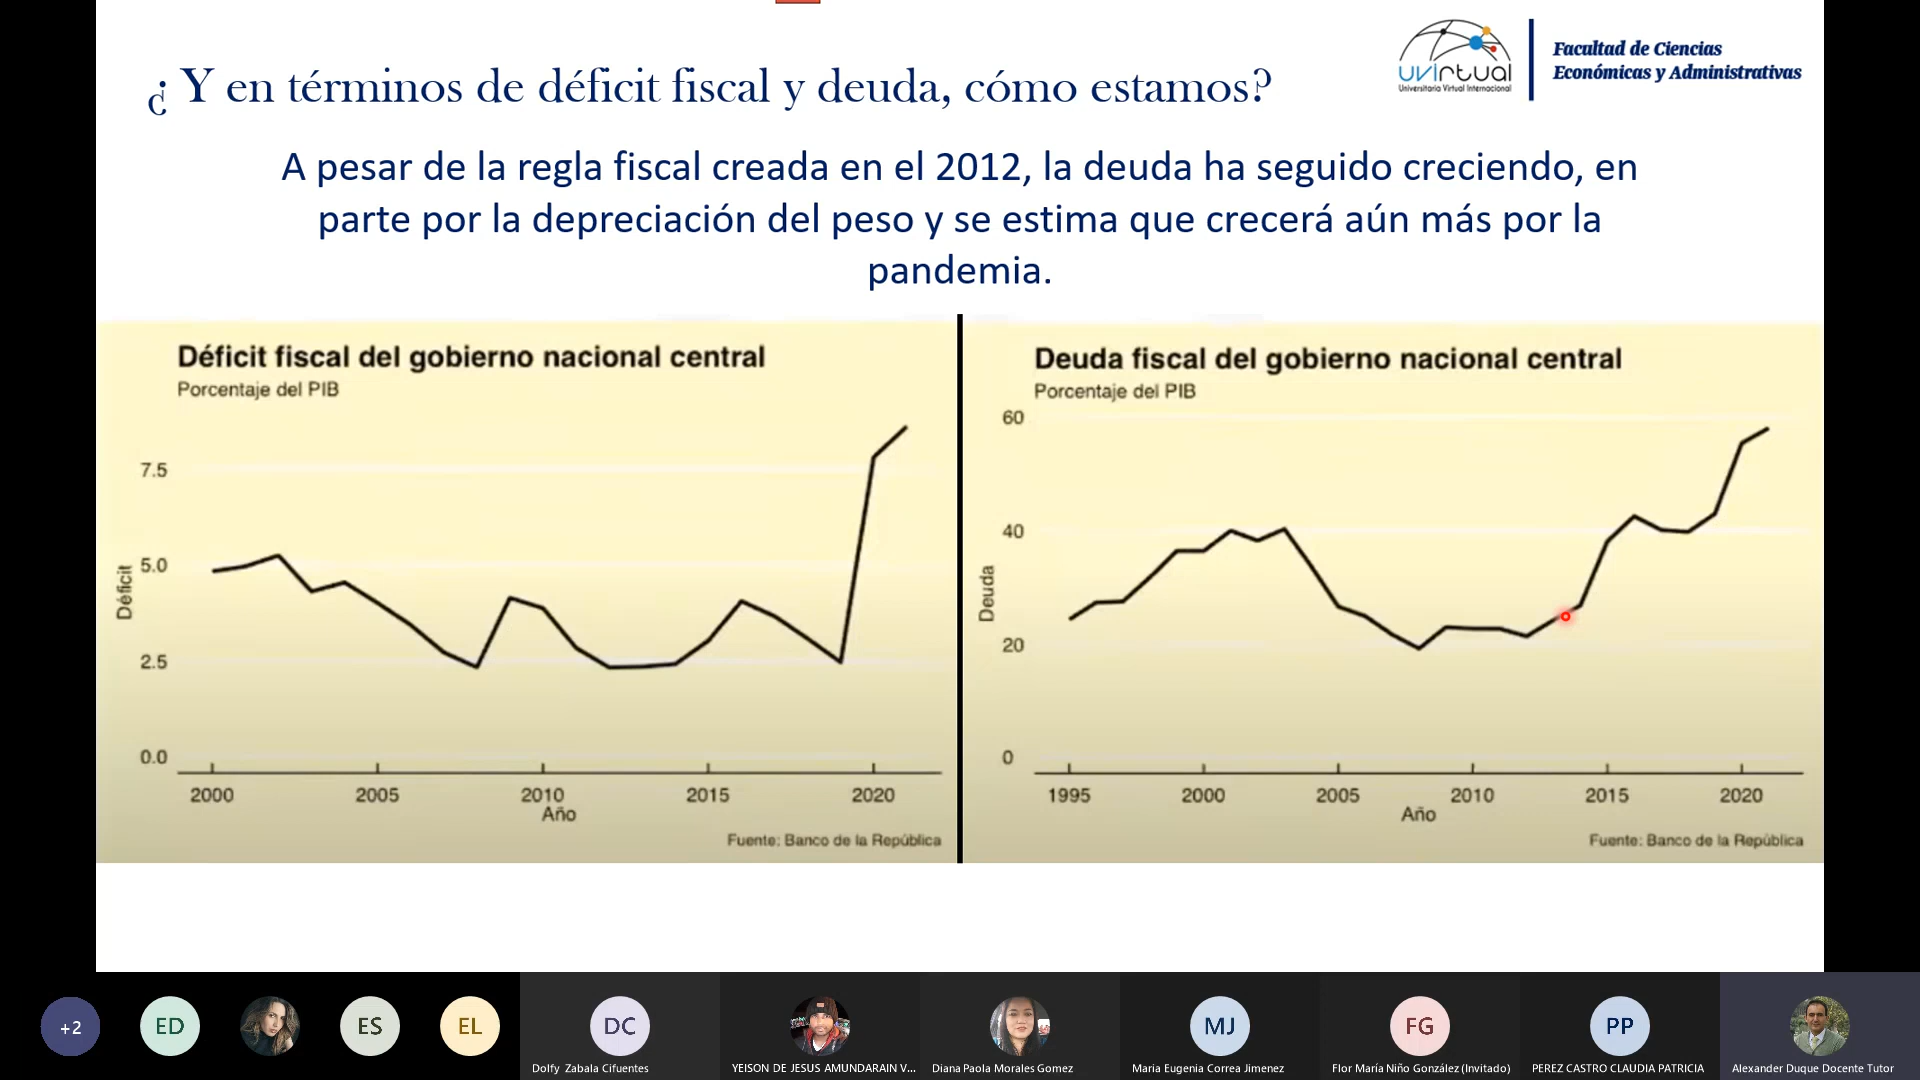 ¿ Y en términos de déficit fiscal y deuda, cómo estamos?
uvirtual
Universitaria Virtual Internacional
Facultad de Ciencias
Económicas y Administrativas
A pesar de la regla fiscal creada en el 2012, la deuda ha seguido creciendo, en
parte por la depreciación del peso y se estima que crecerá aún más por la
pandemia.
Déficit fiscal del gobierno nacional central
Porcentaje del PIB
7.5
5.0
2.5
0.0
Déficit
2000 2005 2010 2015 2020
Año
Fuente: Banco de la República
Deuda fiscal del gobierno nacional central
Porcentaje del PIB
60
40
20
0
Deuda
1995 2000 2005 2010 2015 2020
Año
Fuente: Banco de la República
+2
ED
ES
EL
DC
MJ
FG
PP
Dolfy Zabala Cifuentes
YEISON DE JESUS AMUNDARAIN V...
Diana Paola Morales Gomez
Maria Eugenia Correa Jimenez
Flor María Niño González (Invitado)
PEREZ CASTRO CLAUDIA PATRICIA
Alexander Duque Docente Tutor